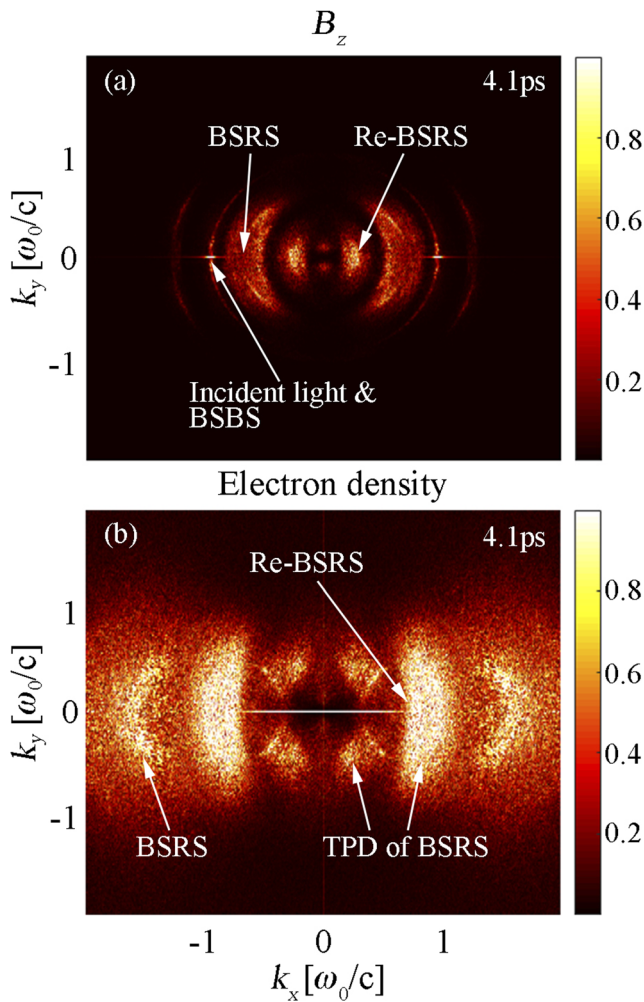 B_z
(a)
4.1ps
BSRS
Re-BSRS
1
0
-1
k_y [ω_0/c]
Incident light &
BSBS
0.8
0.6
0.4
0.2
Electron density
(b)
4.1ps
Re-BSRS
1
0
-1
k_y [ω_0/c]
BSRS
TPD of BSRS
0.8
0.6
0.4
0.2
-1
0
1
k_x [ω_0/c]